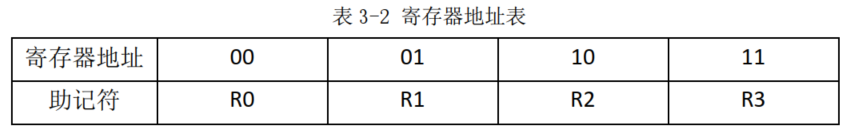 表 3-2 寄存器地址表
寄存器地址 00 01 10 11
助记符 R0 R1 R2 R3